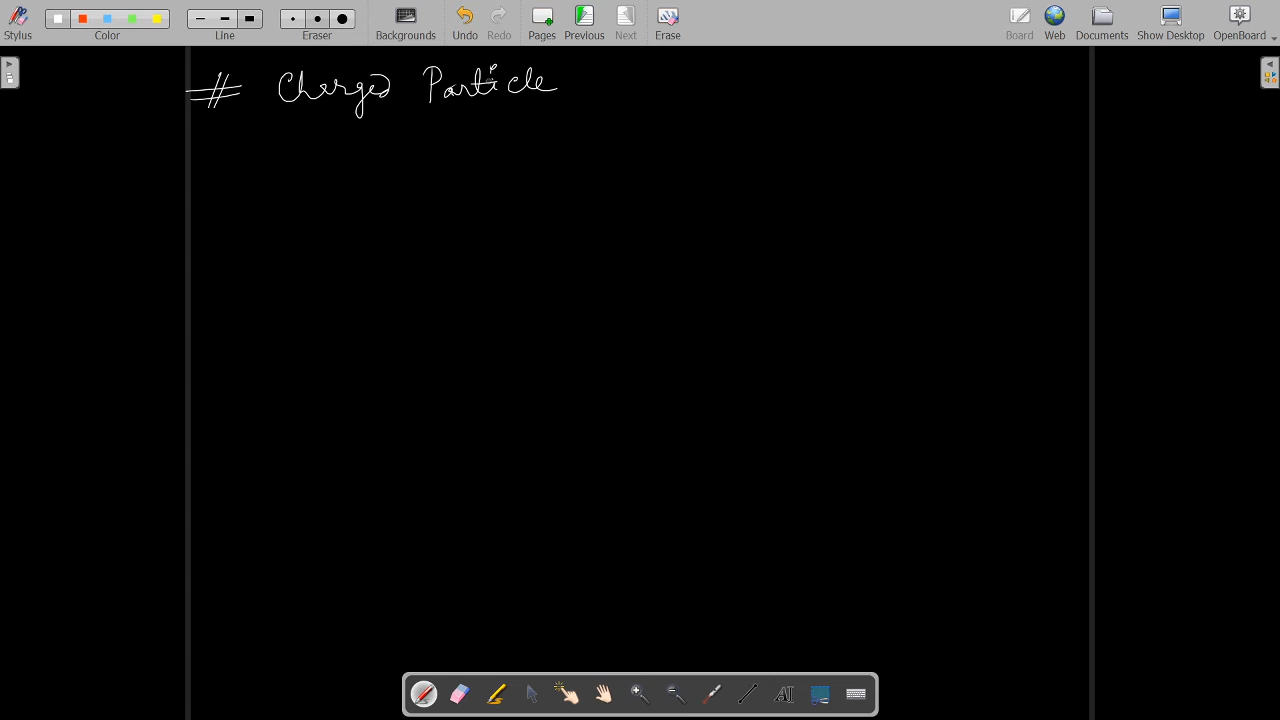 Stylus
Color
Line
Eraser
Backgrounds
Undo
Redo
Pages
Previous
Next
Erase
Board
Web
Documents
Show Desktop
OpenBoard
# Charged Particle